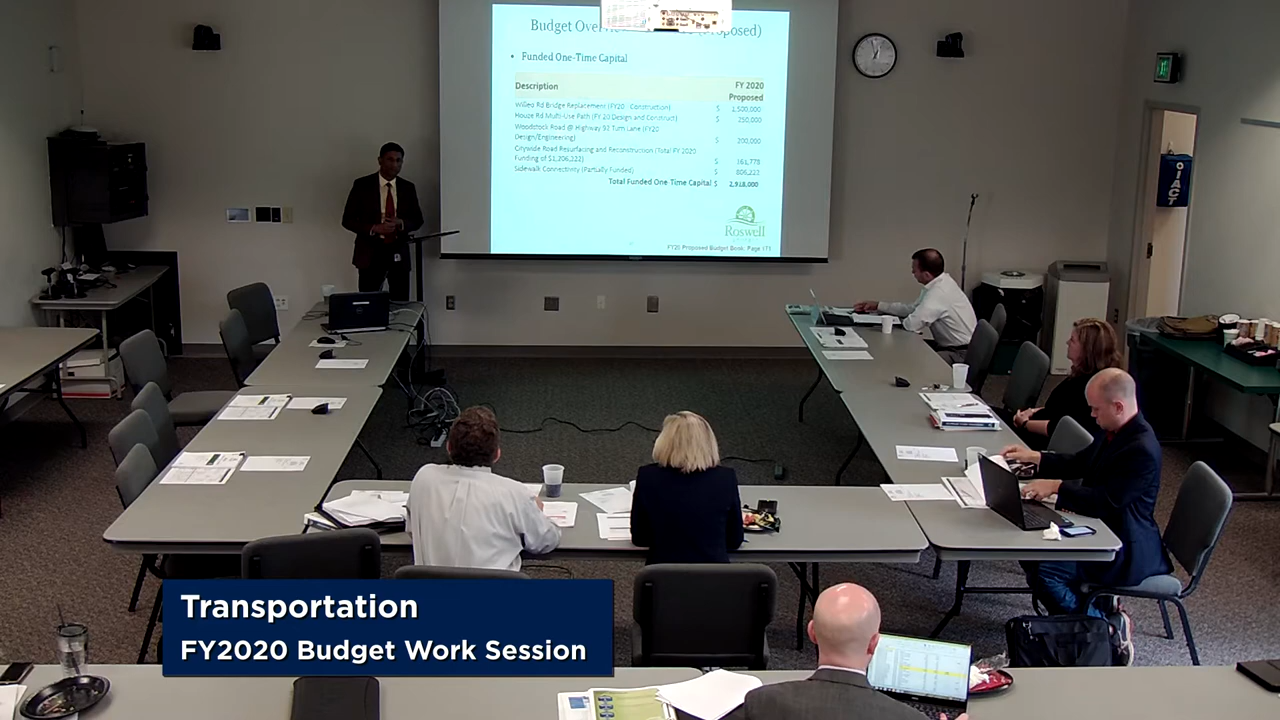 Budget Over
posed)
• Funded One-Time Capital
Description FY 2020
Proposed
Willeo Rd Bridge Replacement (FY20 - Construction) $ 1,500,000
House Rd Multi-Use Path (FY 20 Design and Construct) $ 250,000
Woodstock Road @ Highway 92 Turn Lane (FY20
Design/Engineering) $ 200,000
Citywide Road Resurfacing and Reconstruction (Total FY 2020
Funding of $1,206,222) $ 161,778
Sidewalk Connectivity (Partially Funded) $ 806,222
Total Funded One Time Capital $ 2,918,000
Roswell
FY20 Proposed Budget Book: Page 171
Transportation
FY2020 Budget Work Session